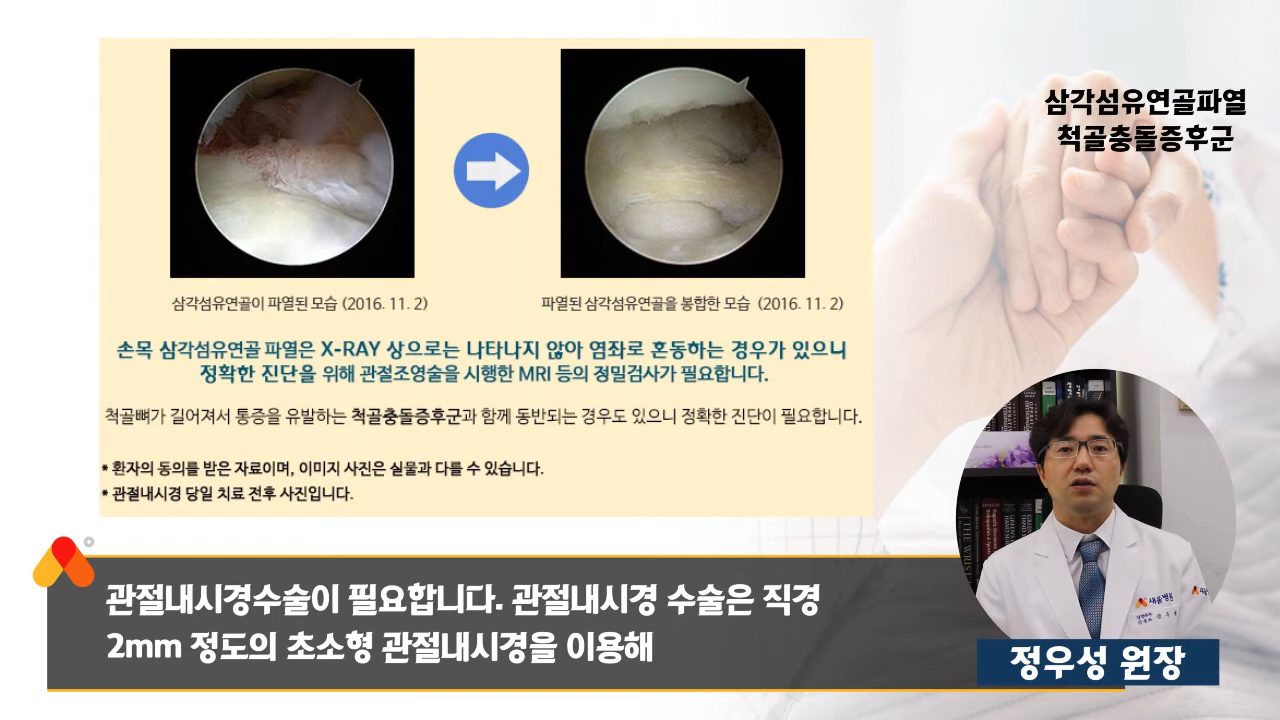 삼각섬유연골파열
척골충돌증후군
삼각섬유연골이 파열된 모습 (2016. 11. 2)
파열된 삼각섬유연골을 봉합한 모습 (2016. 11. 2)
손목 삼각섬유연골 파열은 X-RAY 상으로는 나타나지 않아 염좌로 혼동하는 경우가 있으니
정확한 진단을 위해 관절조영술을 시행한 MRI 등의 정밀검사가 필요합니다.
척골뼈가 길어져서 통증을 유발하는 척골충돌증후군과 함께 동반되는 경우도 있으니 정확한 진단이 필요합니다.
* 환자의 동의를 받은 자료이며, 이미지 사진은 실물과 다를 수 있습니다.
* 관절내시경 당일 치료 전후 사진입니다.
관절내시경수술이 필요합니다. 관절내시경 수술은 직경
2mm 정도의 초소형 관절내시경을 이용해
THE WRIST
새움병원
정우성 원장